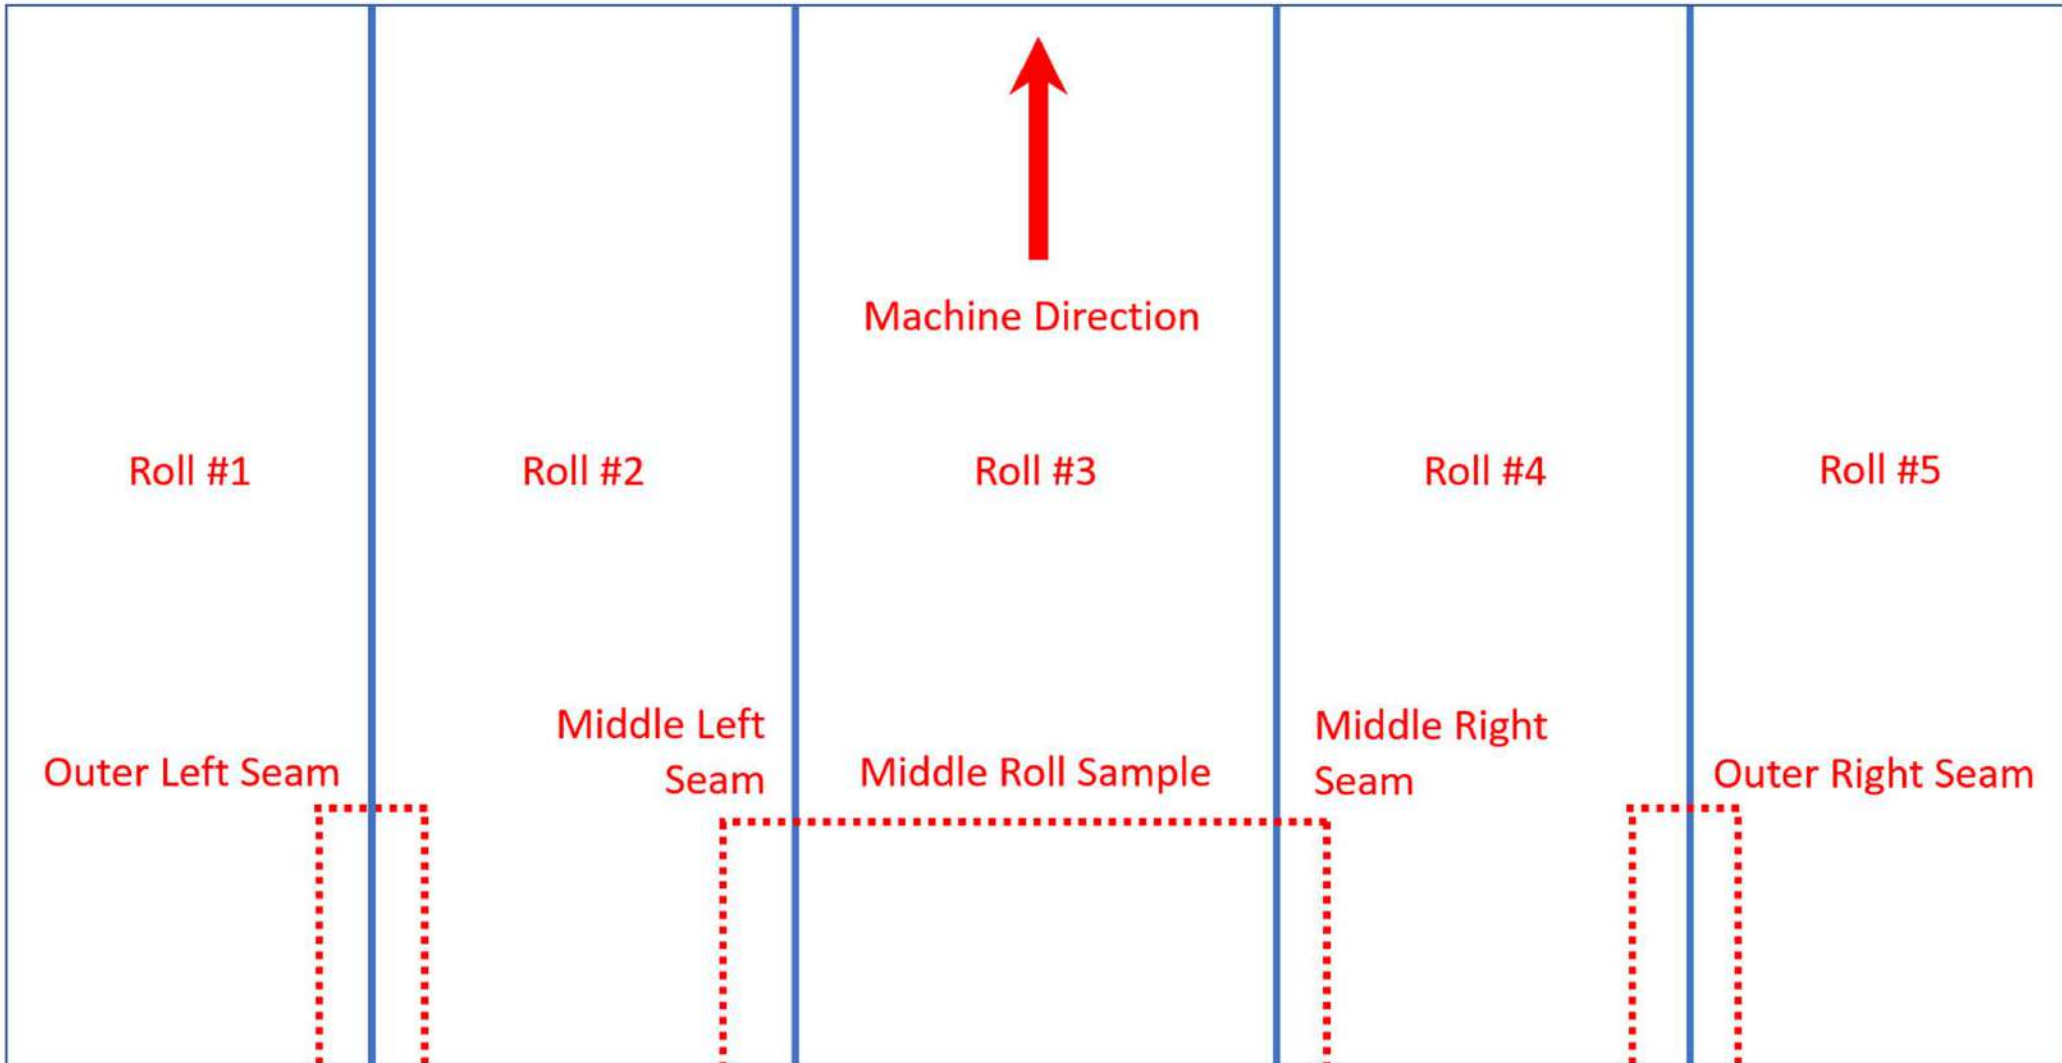 Machine Direction
Roll #1
Roll #2
Roll #3
Roll #4
Roll #5
Outer Left Seam
Middle Left
Seam
Middle Roll Sample
Middle Right
Seam
Outer Right Seam